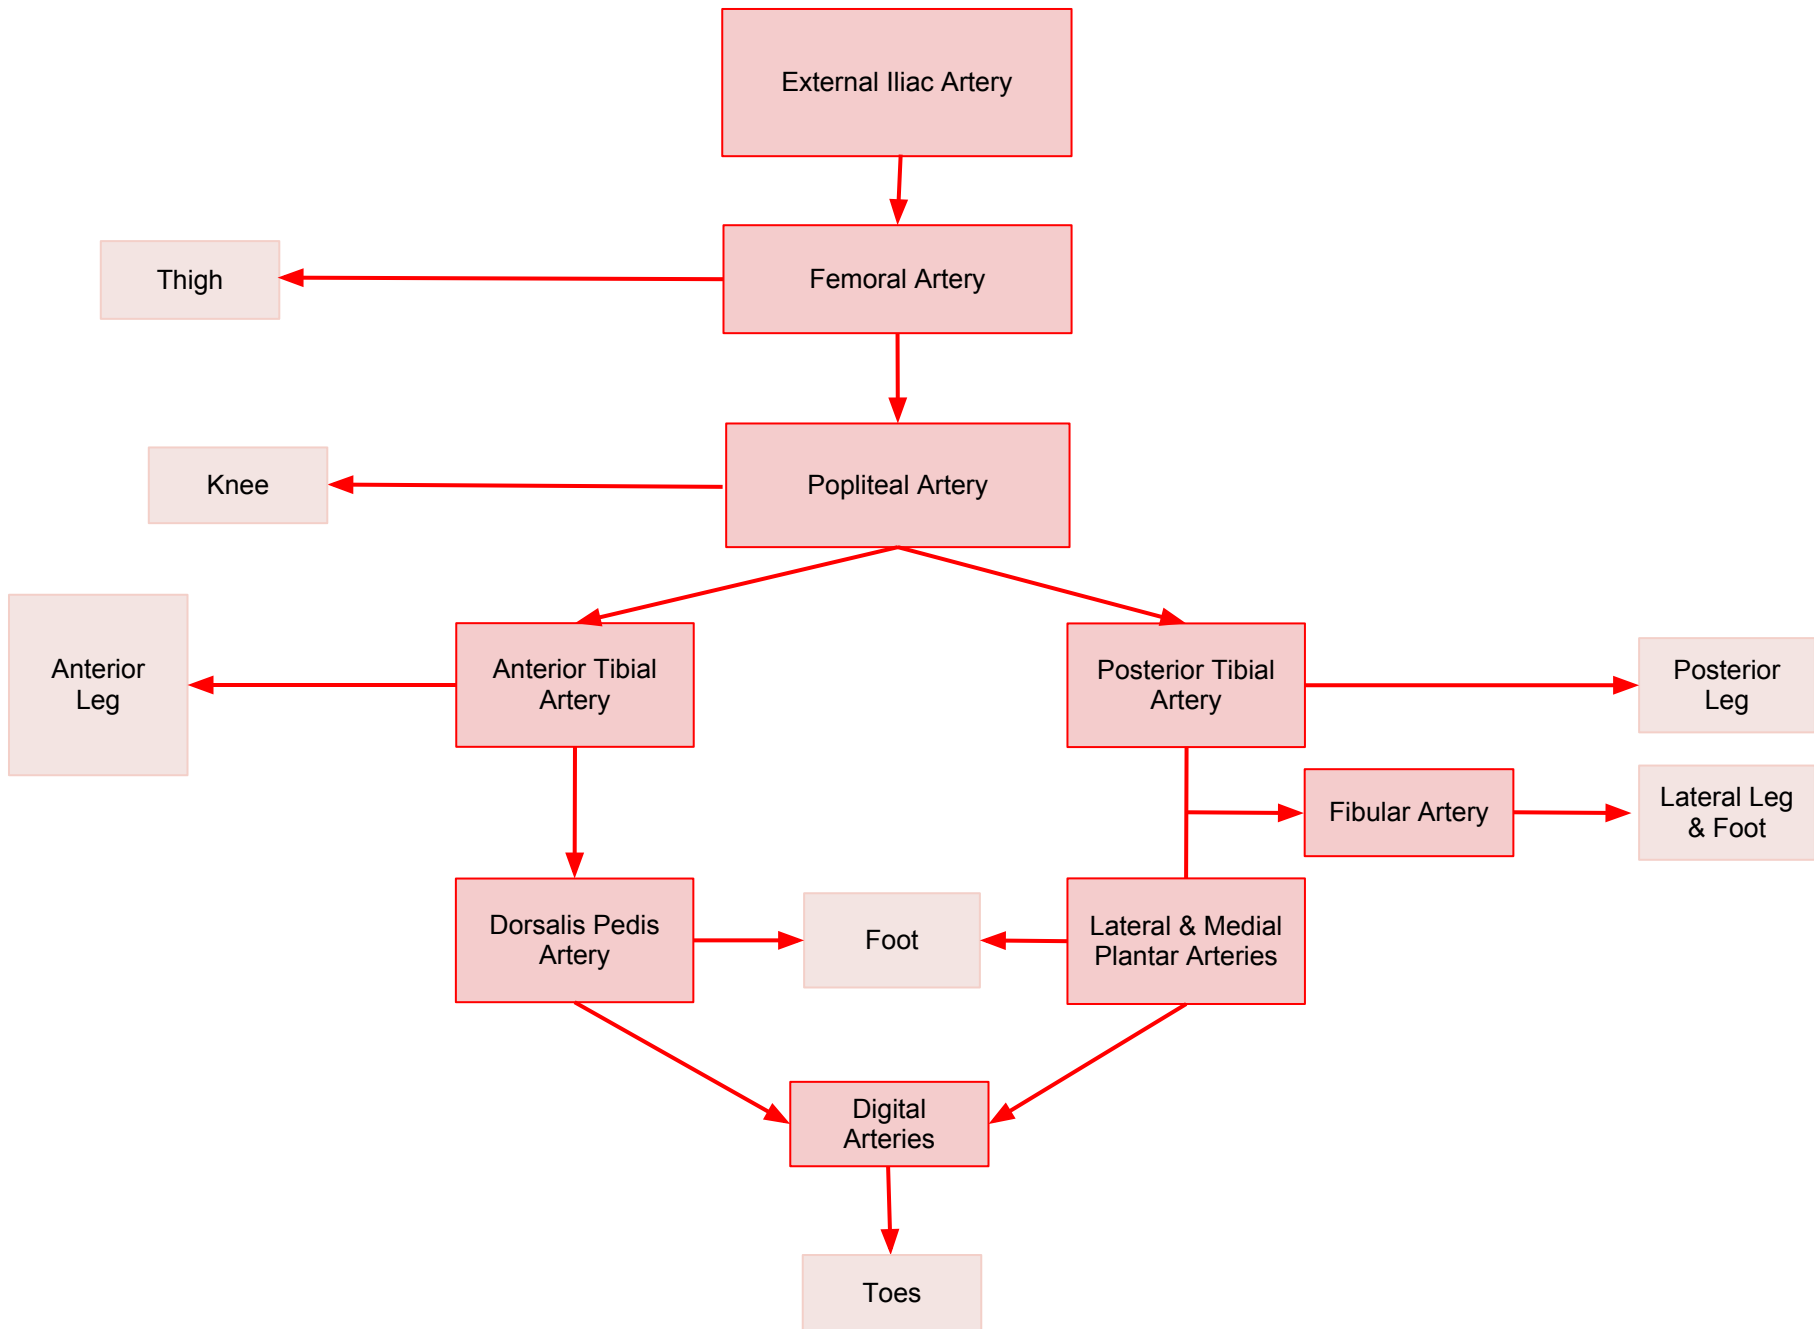 External Iliac Artery
Thigh
Femoral Artery
Knee
Popliteal Artery
Anterior
Leg
Anterior Tibial
Artery
Posterior Tibial
Artery
Posterior
Leg
Fibular Artery
Lateral Leg
& Foot
Dorsalis Pedis
Artery
Foot
Lateral & Medial
Plantar Arteries
Digital
Arteries
Toes